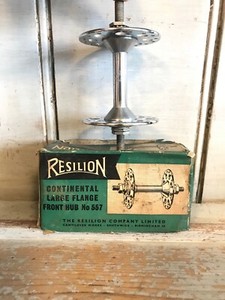 RESILION
CONTINENTAL
LARGE FLANGE
FRONT HUB No 567
THE RESILION COMPANY LIMITED